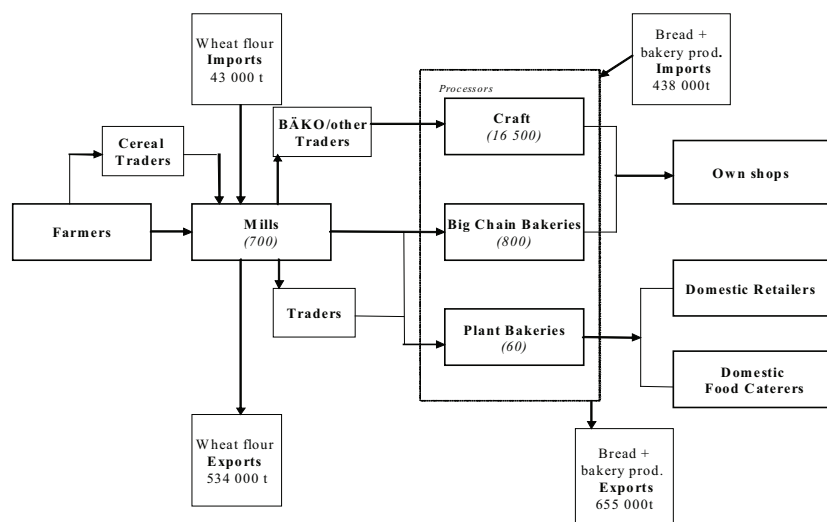 Wheat flour
Imports
43 000 t
Bread +
bakery prod.
Imports
438 000t
Processors
BÄKO/other
Traders
Craft
(16 500)
Cereal
Traders
Own shops
Farmers
Mills
(700)
Big Chain Bakeries
(800)
Traders
Domestic Retailers
Plant Bakeries
(60)
Domestic
Food Caterers
Wheat flour
Exports
534 000 t
Bread +
bakery prod.
Exports
655 000t